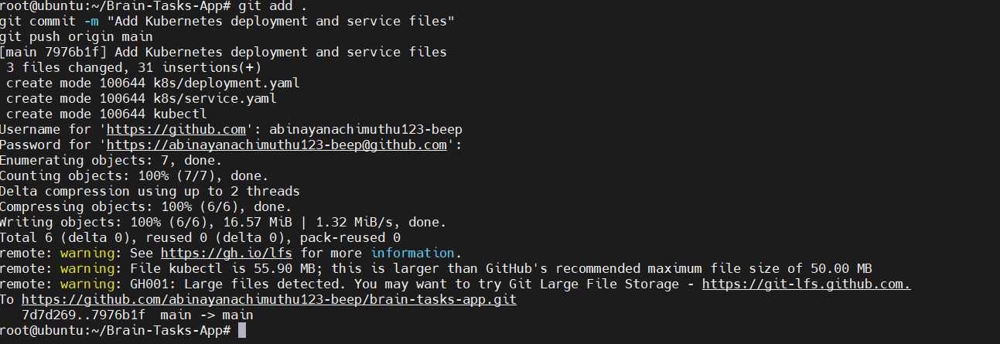 root@ubuntu:~/Brain-Tasks-App# git add .
git commit -m "Add Kubernetes deployment and service files"
git push origin main
[main 7976b1f] Add Kubernetes deployment and service files
 3 files changed, 31 insertions(+)
 create mode 100644 k8s/deployment.yaml
 create mode 100644 k8s/service.yaml
 create mode 100644 kubectl
Username for 'https://github.com': abinayanachimuthu123-beep
Password for 'https://abinayanachimuthu123-beep@github.com':
Enumerating objects: 7, done.
Counting objects: 100% (7/7), done.
Delta compression using up to 2 threads
Compressing objects: 100% (6/6), done.
Writing objects: 100% (6/6), 16.57 MiB | 1.32 MiB/s, done.
Total 6 (delta 0), reused 0 (delta 0), pack-reused 0
remote: warning: See https://gh.io/lfs for more information.
remote: warning: File kubectl is 55.90 MB; this is larger than GitHub's recommended maximum file size of 50.00 MB
remote: warning: GH001: Large files detected. You may want to try Git Large File Storage - https://git-lfs.github.com.
To https://github.com/abinayanachimuthu123-beep/brain-tasks-app.git
   7d7d269..7976b1f  main -> main
root@ubuntu:~/Brain-Tasks-App#